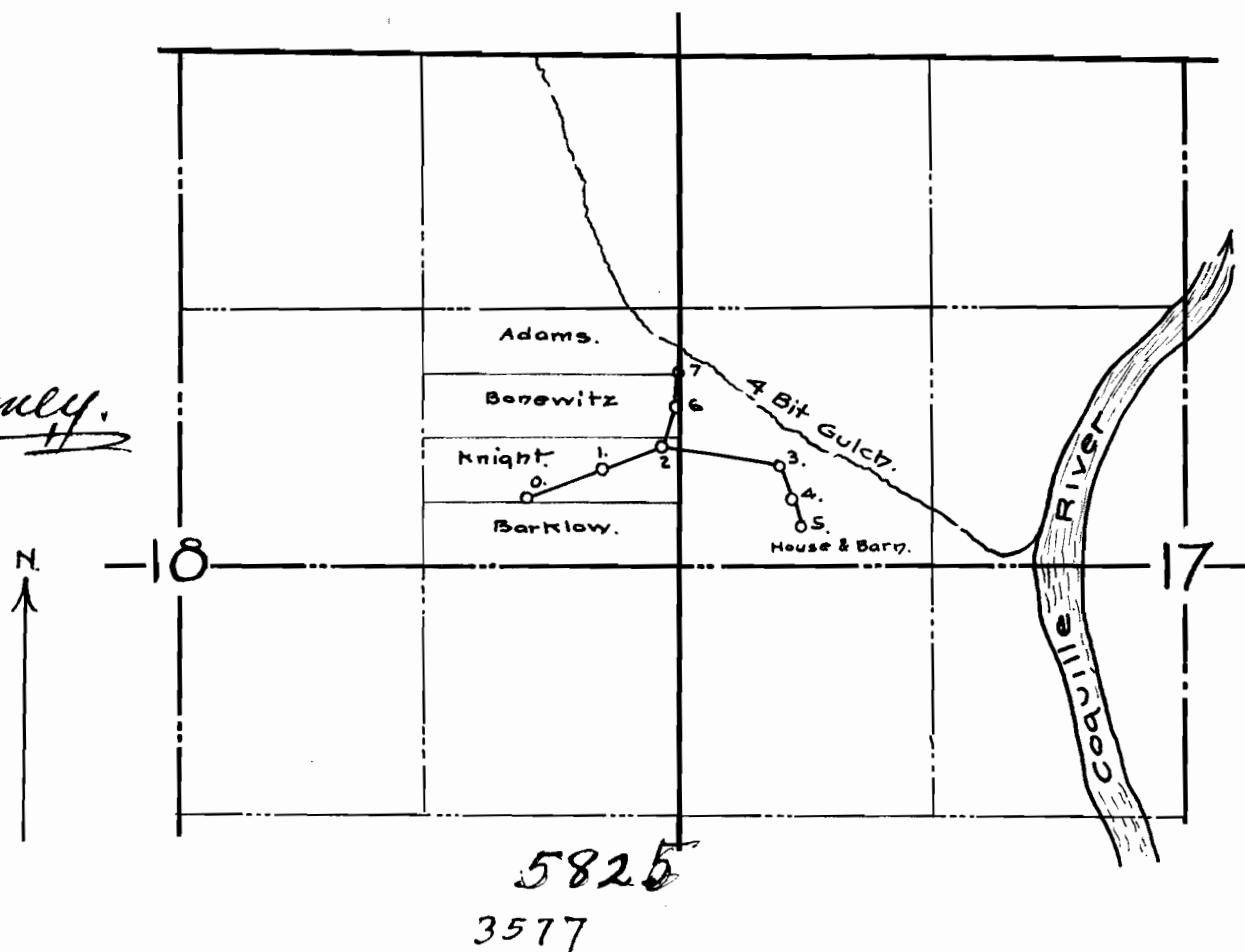 Adams.
7
Bonewitz
6
4 Bit Gulch.
Knight.
2
1.
3.
0.
4.
Barklow.
5.
House & Barn.
N.
18
17
Coquille River
5825
3577